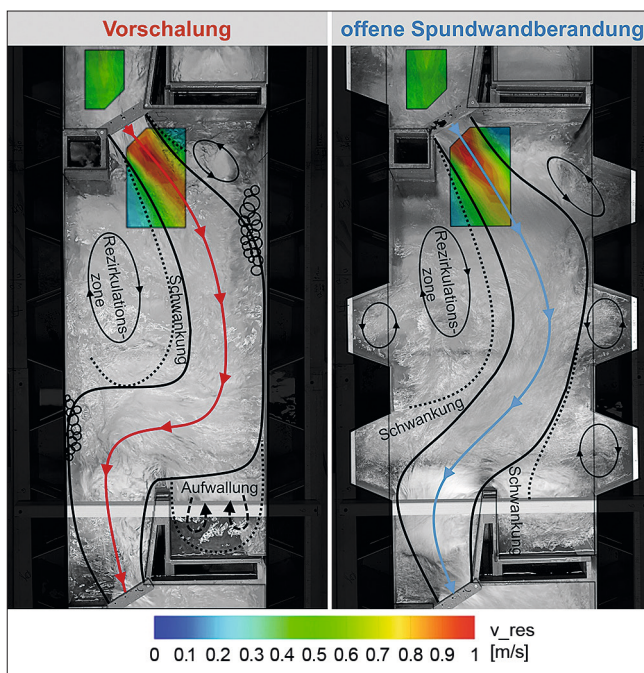 Vorschalung
offene Spundwandberandung
Rezirkulations-
zone
Schwankung
Aufwallung
Rezirkulations-
zone
Schwankung
Schwankung
v_res
[m/s]
0 0.1 0.2 0.3 0.4 0.5 0.6 0.7 0.8 0.9 1